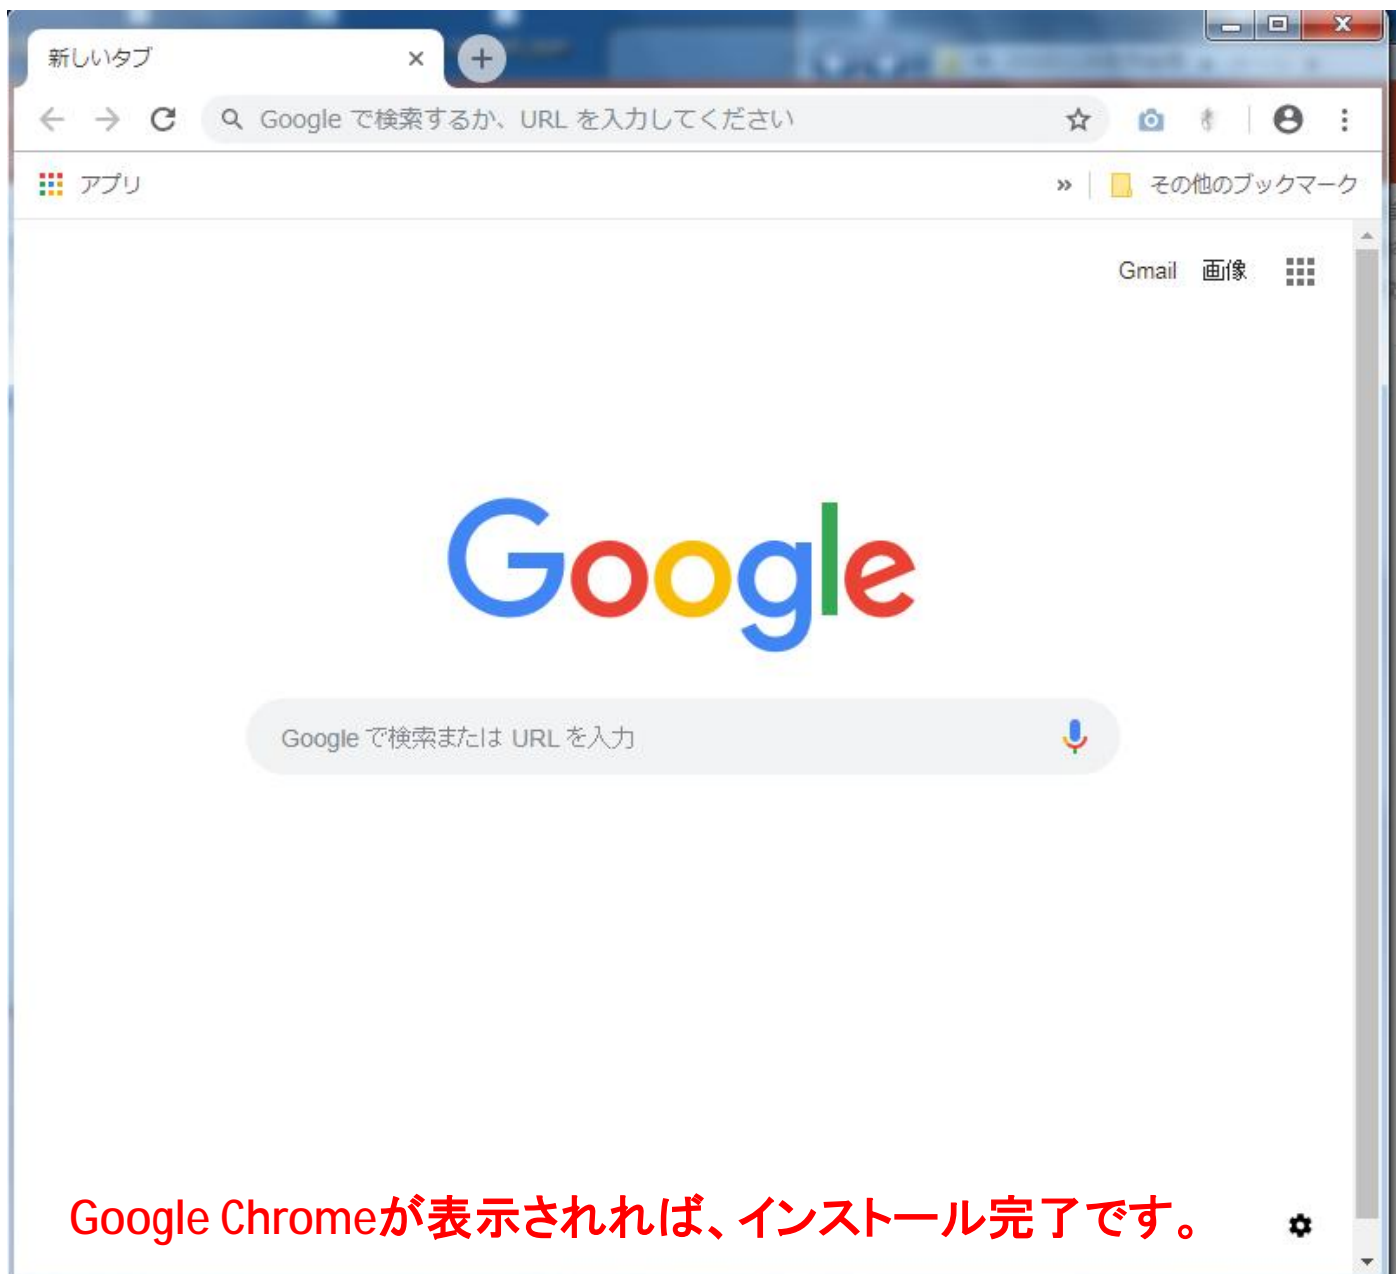 新しいタブ
Google で検索するか、URL を入力してください
アプリ
» その他のブックマーク
Gmail 画像
Google
Google で検索または URL を入力
Google Chromeが表示されれば、インストール完了です。